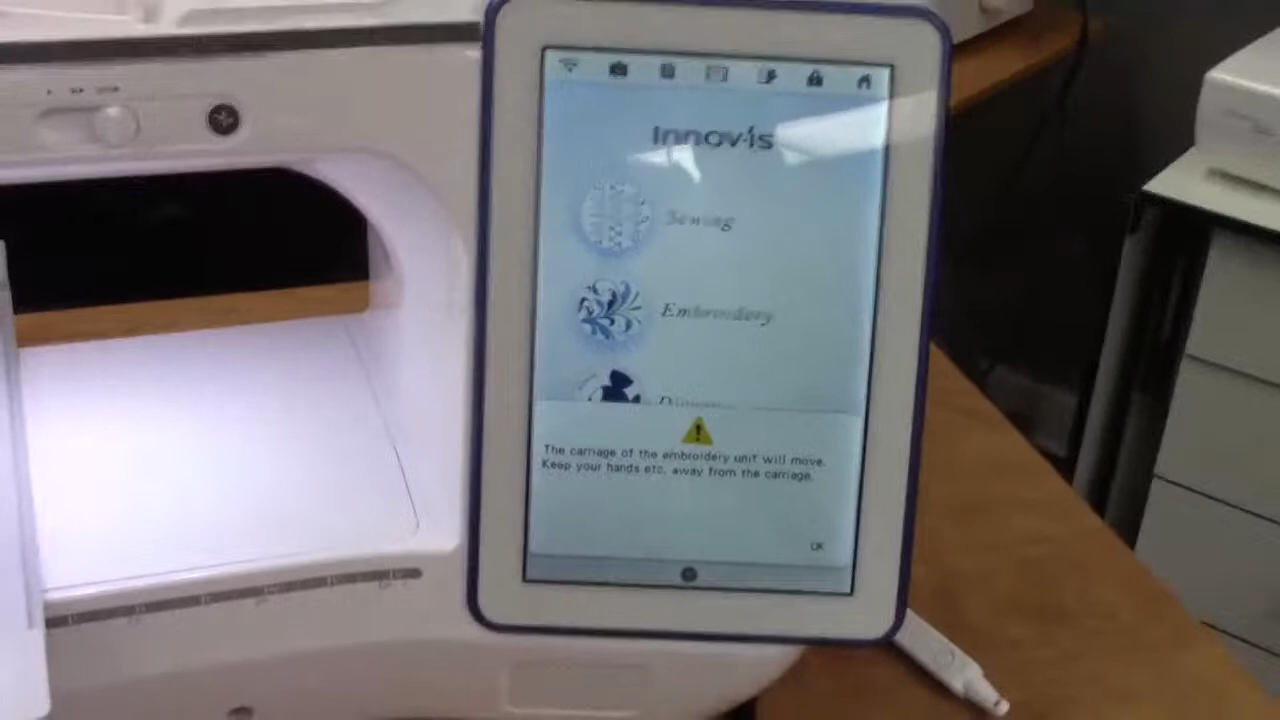 Innov-is
Sewing
Embroidery
The carriage of the embroidery unit will move.
Keep your hands etc. away from the carriage.
OK